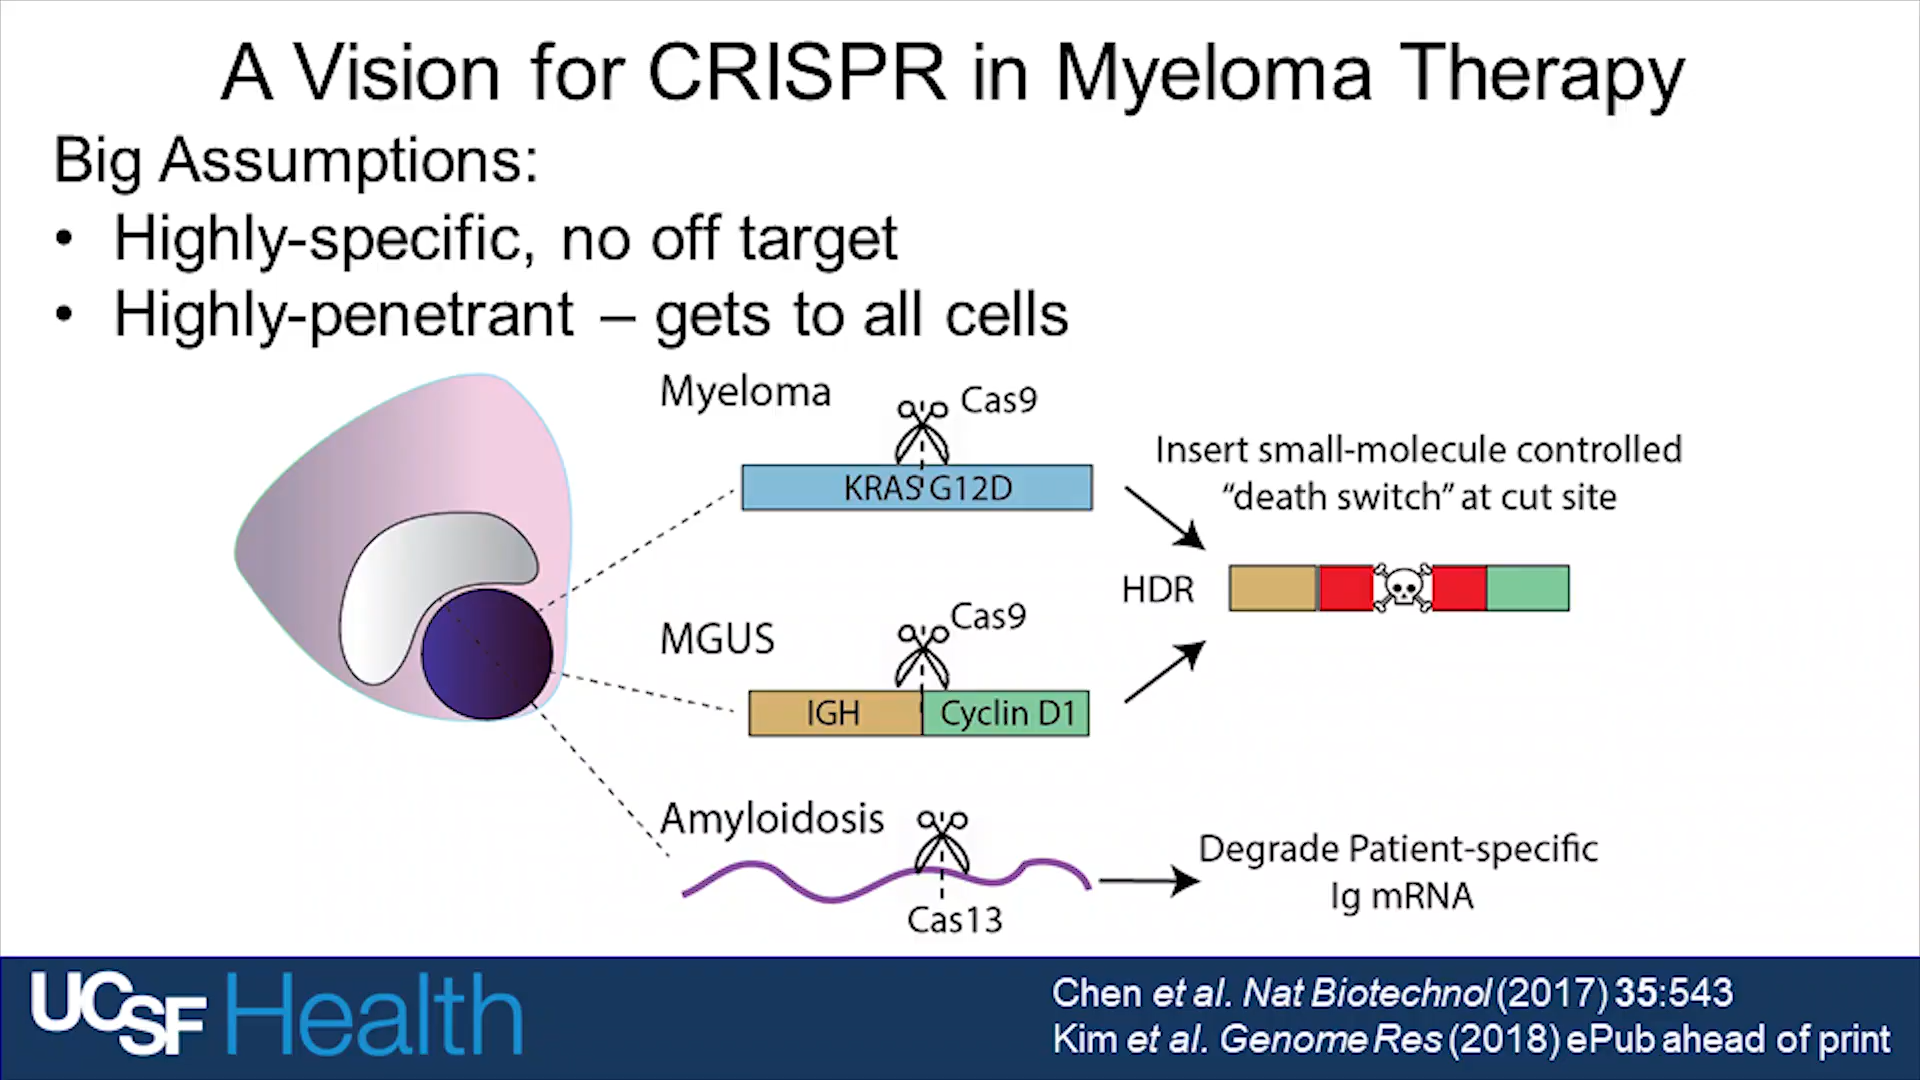 A Vision for CRISPR in Myeloma Therapy
Big Assumptions:
• Highly-specific, no off target
• Highly-penetrant – gets to all cells
Myeloma
Cas9
KRAS G12D
Insert small-molecule controlled
“death switch” at cut site
HDR
MGUS
Cas9
IGH
Cyclin D1
Amyloidosis
Cas13
Degrade Patient-specific
Ig mRNA
UCSF Health
Chen et al. Nat Biotechnol (2017) 35:543
Kim et al. Genome Res (2018) ePub ahead of print